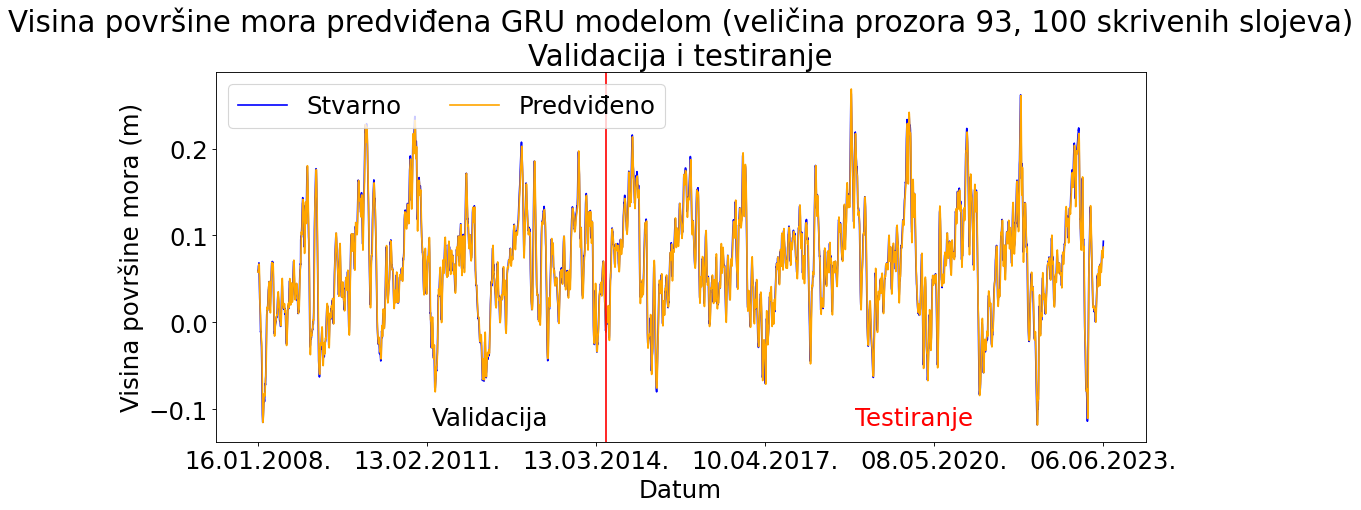 Visina površine mora predviđena GRU modelom (veličina prozora 93, 100 skrivenih slojeva)
Validacija i testiranje
Stvarno
Predviđeno
Visina površine mora (m)
0.2
0.1
0.0
−0.1
Validacija
Testiranje
16.01.2008.
13.02.2011.
13.03.2014.
10.04.2017.
08.05.2020.
06.06.2023.
Datum